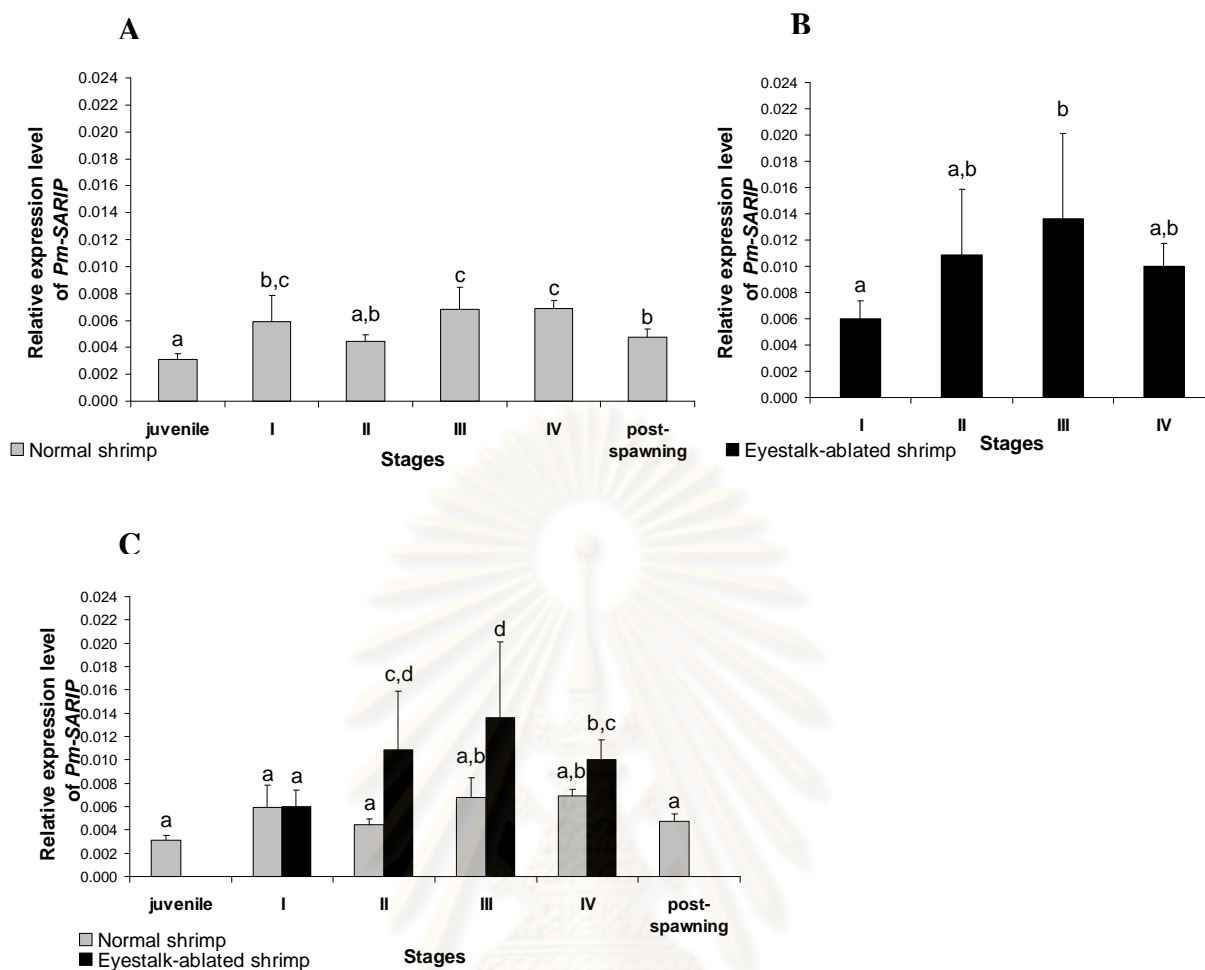 A
Relative expression level
of Pm-SARIP
0.024
0.022
0.020
0.018
0.016
0.014
0.012
0.010
0.008
0.006
0.004
0.002
0.000
a
b,c
a,b
c
c
b
juvenile
I
II
III
IV
post-
spawning
Normal shrimp
Stages
B
Relative expression level
of Pm-SARIP
0.024
0.022
0.020
0.018
0.016
0.014
0.012
0.010
0.008
0.006
0.004
0.002
0.000
a
a,b
b
a,b
I
II
III
IV
Stages
Eyestalk-ablated shrimp
C
Relative expression level
of Pm-SARIP
0.024
0.022
0.020
0.018
0.016
0.014
0.012
0.010
0.008
0.006
0.004
0.002
0.000
a
a
a
a
c,d
a,b
d
a,b
b,c
a
juvenile
I
II
III
IV
post-
spawning
Normal shrimp
Eyestalk-ablated shrimp
Stages